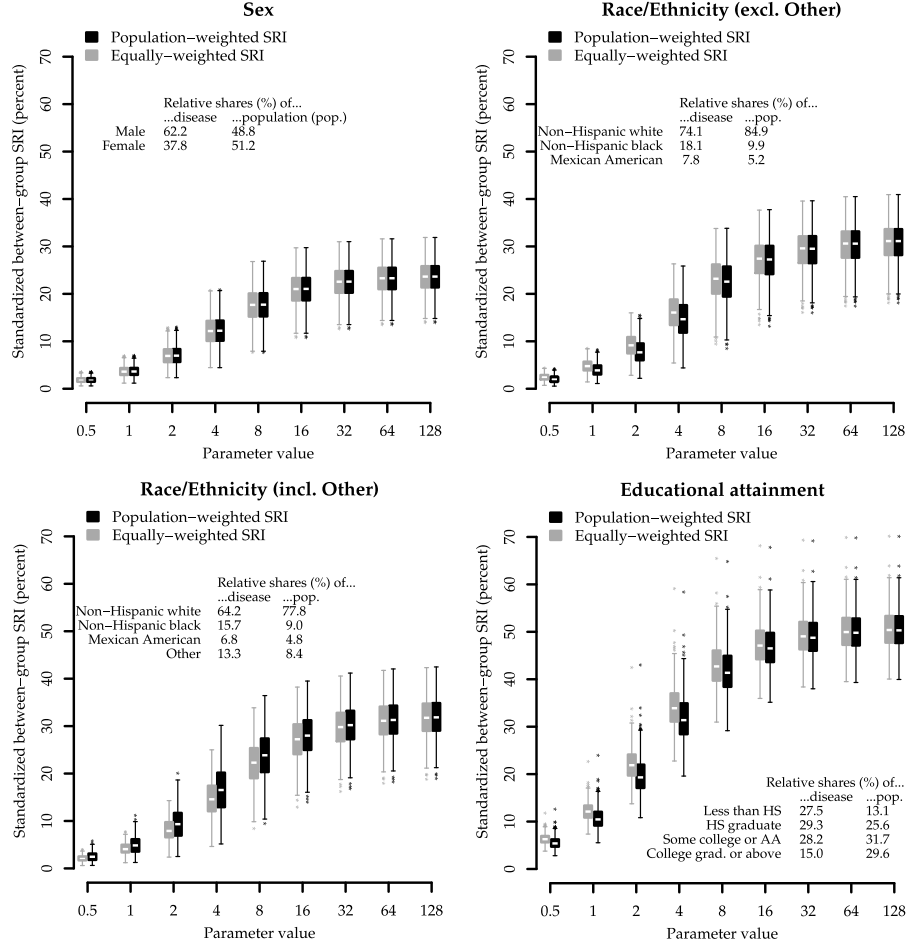 Sex
Population−weighted SRI
Equally−weighted SRI
Standardized between−group SRI (percent)
70
60
50
40
30
20
10
0
Relative shares (%) of...
...disease ...population (pop.)
Male 62.2 48.8
Female 37.8 51.2
0.5 1 2 4 8 16 32 64 128
Parameter value
Race/Ethnicity (excl. Other)
Population−weighted SRI
Equally−weighted SRI
Standardized between−group SRI (percent)
70
60
50
40
30
20
10
0
Relative shares (%) of...
...disease ...pop.
Non−Hispanic white 74.1 84.9
Non−Hispanic black 18.1 9.9
Mexican American 7.8 5.2
0.5 1 2 4 8 16 32 64 128
Parameter value
Race/Ethnicity (incl. Other)
Population−weighted SRI
Equally−weighted SRI
Standardized between−group SRI (percent)
70
60
50
40
30
20
10
0
Relative shares (%) of...
...disease ...pop.
Non−Hispanic white 64.2 77.8
Non−Hispanic black 15.7 9.0
Mexican American 6.8 4.8
Other 13.3 8.4
0.5 1 2 4 8 16 32 64 128
Parameter value
Educational attainment
Population−weighted SRI
Equally−weighted SRI
Standardized between−group SRI (percent)
70
60
50
40
30
20
10
0
Relative shares (%) of...
...disease ...pop.
Less than HS 27.5 13.1
HS graduate 29.3 25.6
Some college or AA 28.2 31.7
College grad. or above 15.0 29.6
0.5 1 2 4 8 16 32 64 128
Parameter value